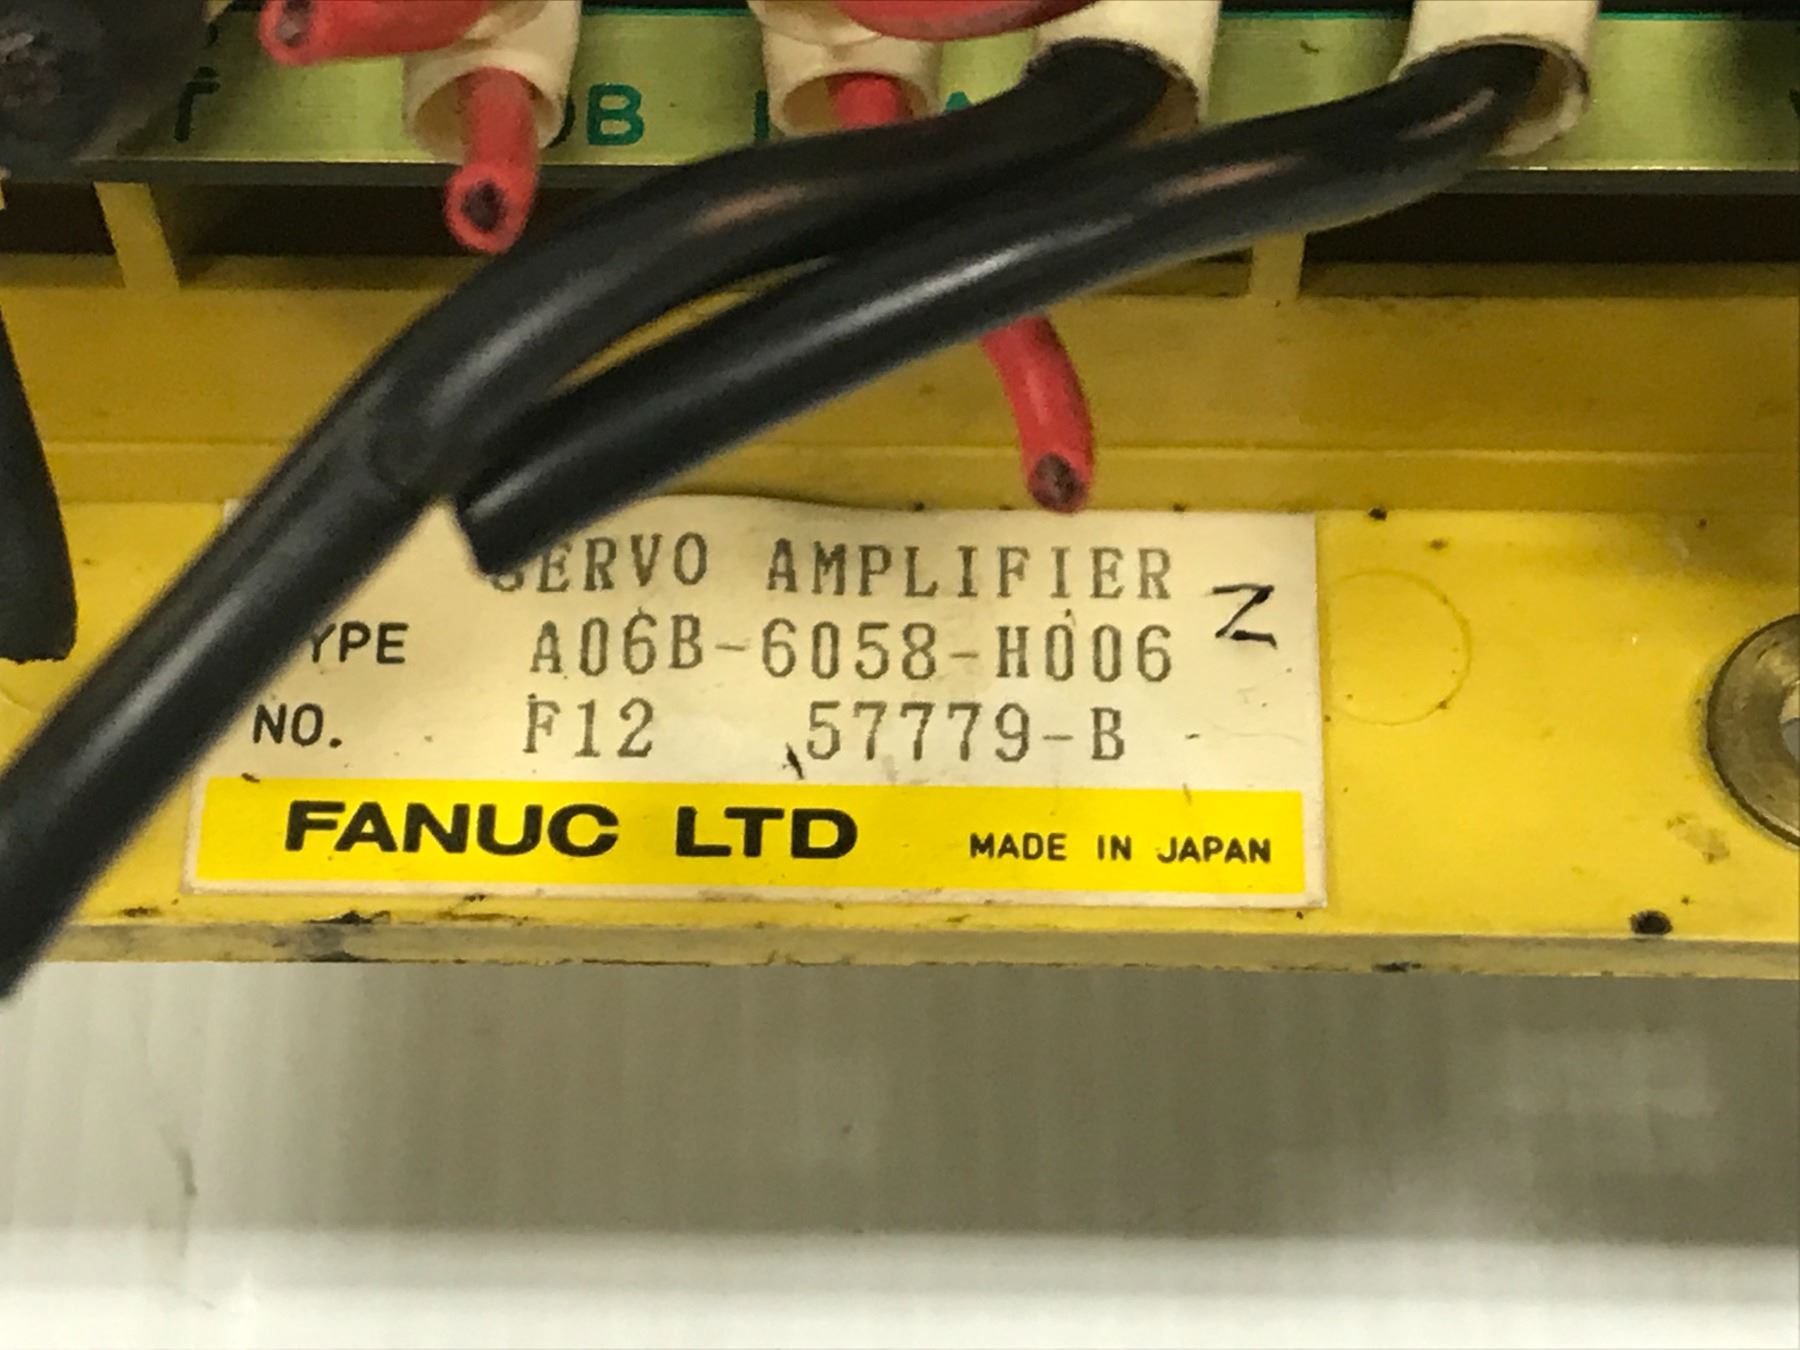 SERVO AMPLIFIER
TYPE A06B-6058-H006 Z
NO. F12 57779-B
FANUC LTD MADE IN JAPAN